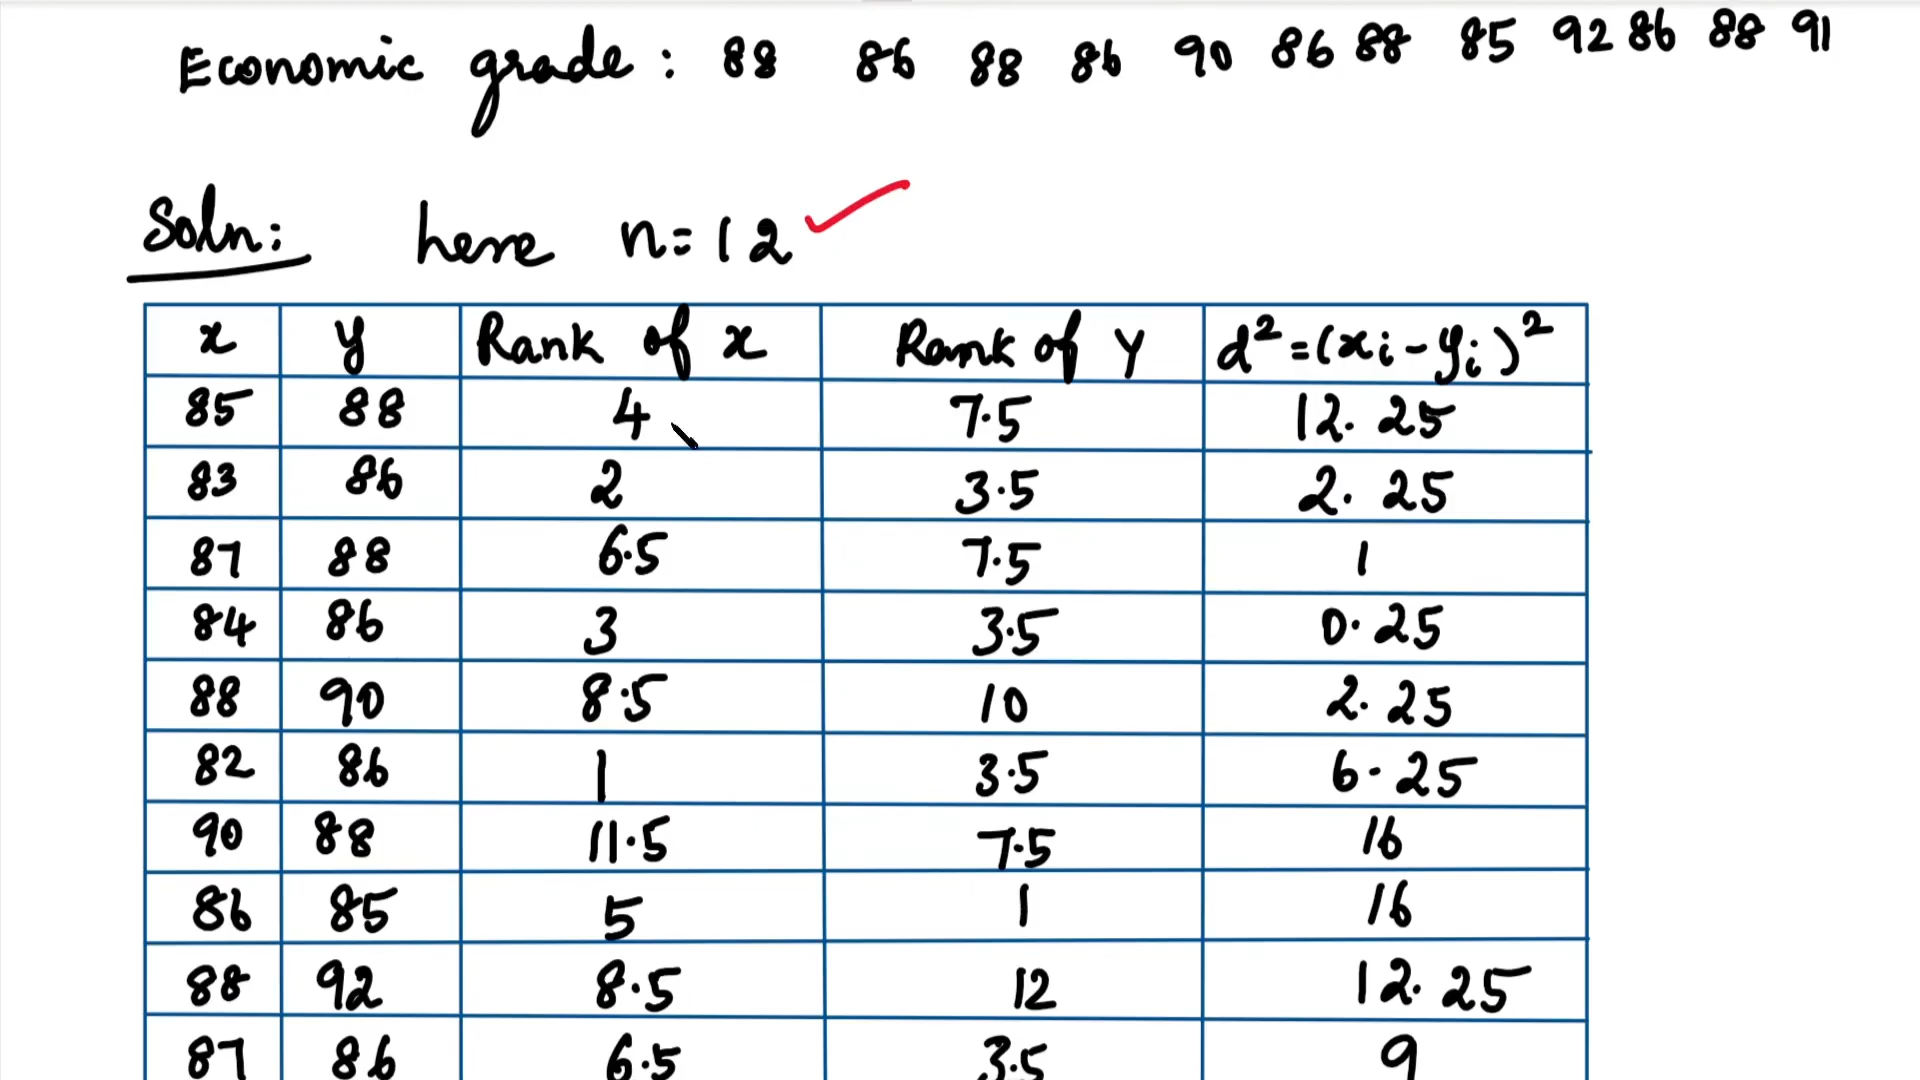 Economic grade : 88 86 88 86 90 86 88 85 92 86 88 91
Soln: here n=12
x y Rank of x Rank of Y d²=(xi-yi)²
85 88 4 7.5 12.25
83 86 2 3.5 2.25
87 88 6.5 7.5 1
84 86 3 3.5 0.25
88 90 8.5 10 2.25
82 86 1 3.5 6.25
90 88 11.5 7.5 16
86 85 5 1 16
88 92 8.5 12 12.25
87 86 6.5 3.5 9